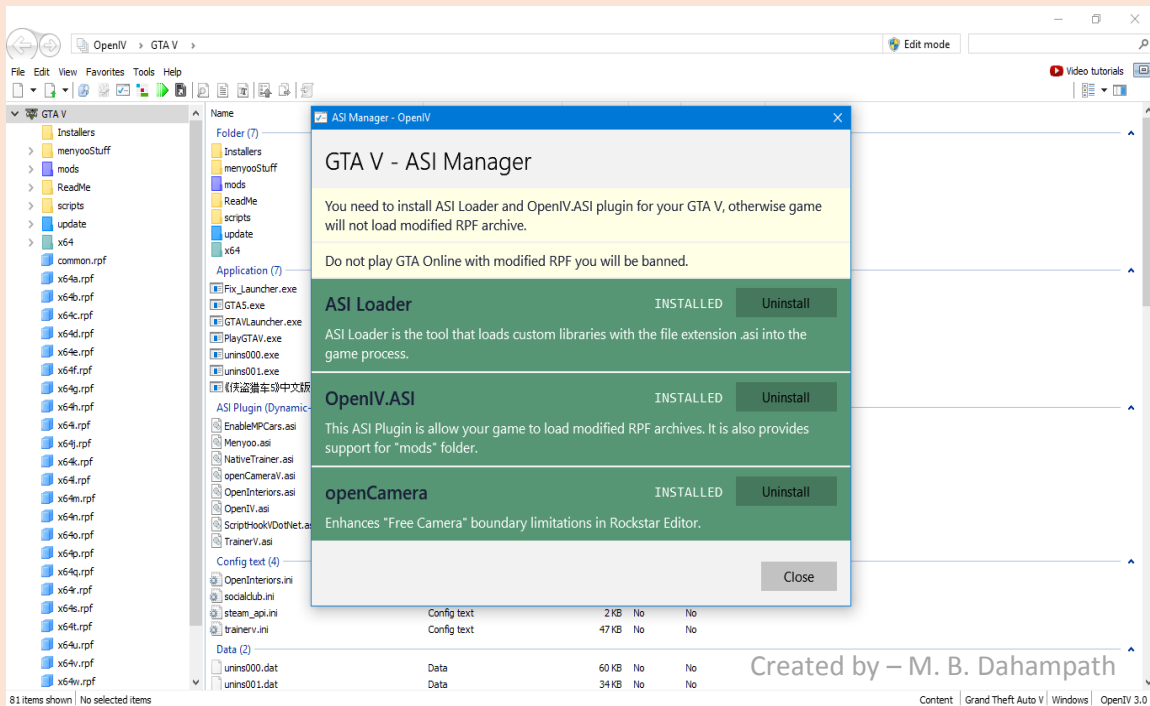 OpenIV › GTA V ›
Edit mode
File Edit View Favorites Tools Help
Video tutorials
GTA V
Installers
menyooStuff
mods
ReadMe
scripts
update
x64
common.rpf
x64a.rpf
x64b.rpf
x64c.rpf
x64d.rpf
x64e.rpf
x64f.rpf
x64g.rpf
x64h.rpf
x64i.rpf
x64j.rpf
x64k.rpf
x64l.rpf
x64m.rpf
x64n.rpf
x64o.rpf
x64p.rpf
x64q.rpf
x64r.rpf
x64s.rpf
x64t.rpf
x64u.rpf
x64v.rpf
x64w.rpf
Name
Folder (7)
Installers
menyooStuff
mods
ReadMe
scripts
update
x64
Application (7)
Fix_Launcher.exe
GTA5.exe
GTAVLauncher.exe
PlayGTAV.exe
unins000.exe
unins001.exe
《侠盗猎车5》中文版
ASI Plugin (Dynamic-
EnableMPCars.asi
Menyoo.asi
NativeTrainer.asi
openCameraV.asi
OpenInteriors.asi
OpenIV.asi
ScriptHookVDotNet.as
TrainerV.asi
Config text (4)
OpenInteriors.ini
socialclub.ini
steam_api.ini Config text 2 KB No No
trainerv.ini Config text 47 KB No No
Data (2)
unins000.dat Data 60 KB No No
unins001.dat Data 34 KB No No
ASI Manager - OpenIV
GTA V - ASI Manager
You need to install ASI Loader and OpenIV.ASI plugin for your GTA V, otherwise game
will not load modified RPF archive.
Do not play GTA Online with modified RPF you will be banned.
ASI Loader INSTALLED Uninstall
ASI Loader is the tool that loads custom libraries with the file extension .asi into the
game process.
OpenIV.ASI INSTALLED Uninstall
This ASI Plugin is allow your game to load modified RPF archives. It is also provides
support for "mods" folder.
openCamera INSTALLED Uninstall
Enhances "Free Camera" boundary limitations in Rockstar Editor.
Close
Created by – M. B. Dahampath
81 items shown No selected items
Content Grand Theft Auto V Windows OpenIV 3.0